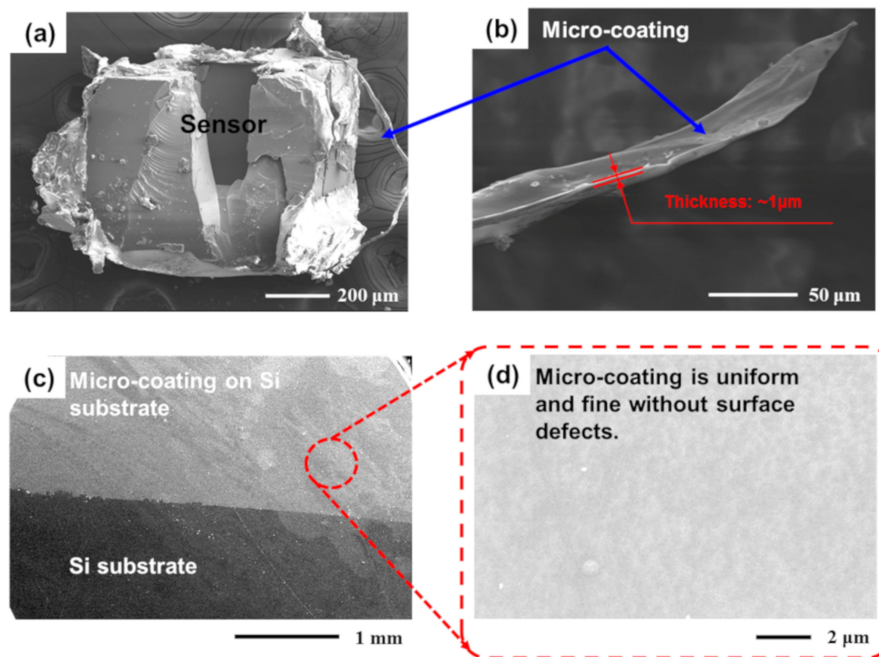 (a)
Sensor
200 μm
Micro-coating
(b)
Thickness: ~1μm
50 μm
(c)
Micro-coating on Si
substrate
Si substrate
1 mm
(d)
Micro-coating is uniform
and fine without surface
defects.
2 μm